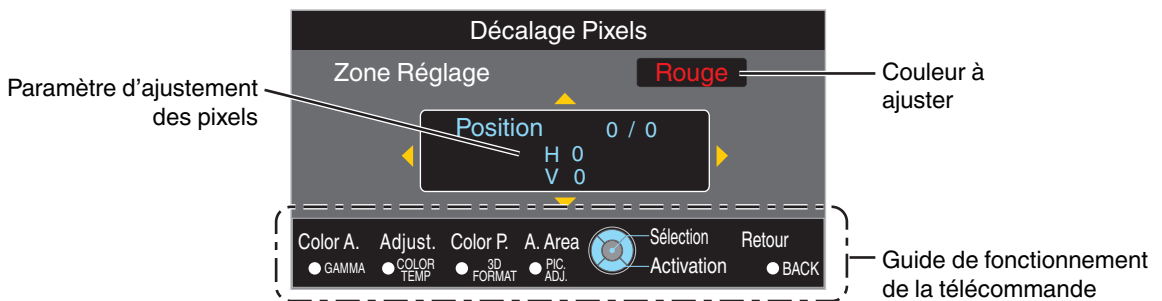 Décalage Pixels
Zone Réglage Rouge
Couleur à
ajuster
Paramètre d'ajustement
des pixels
Position 0 / 0
H 0
V 0
Color A. Adjust. Color P. A. Area Sélection Retour
GAMMA COLOR TEMP 3D FORMAT PIC. ADJ. Activation BACK
Guide de fonctionnement
de la télécommande